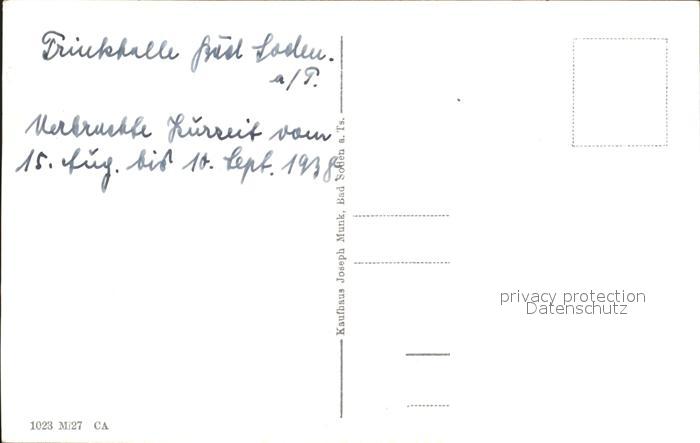 Trinkhalle Bad Soden.
a/T.
Verbrachte Kurzeit vom
15. Aug. bis 10. Sept. 1938.
Kaufhaus Joseph Munk, Bad Soden a. Ts.
privacy protection
Datenschutz
1023 M/27 CA